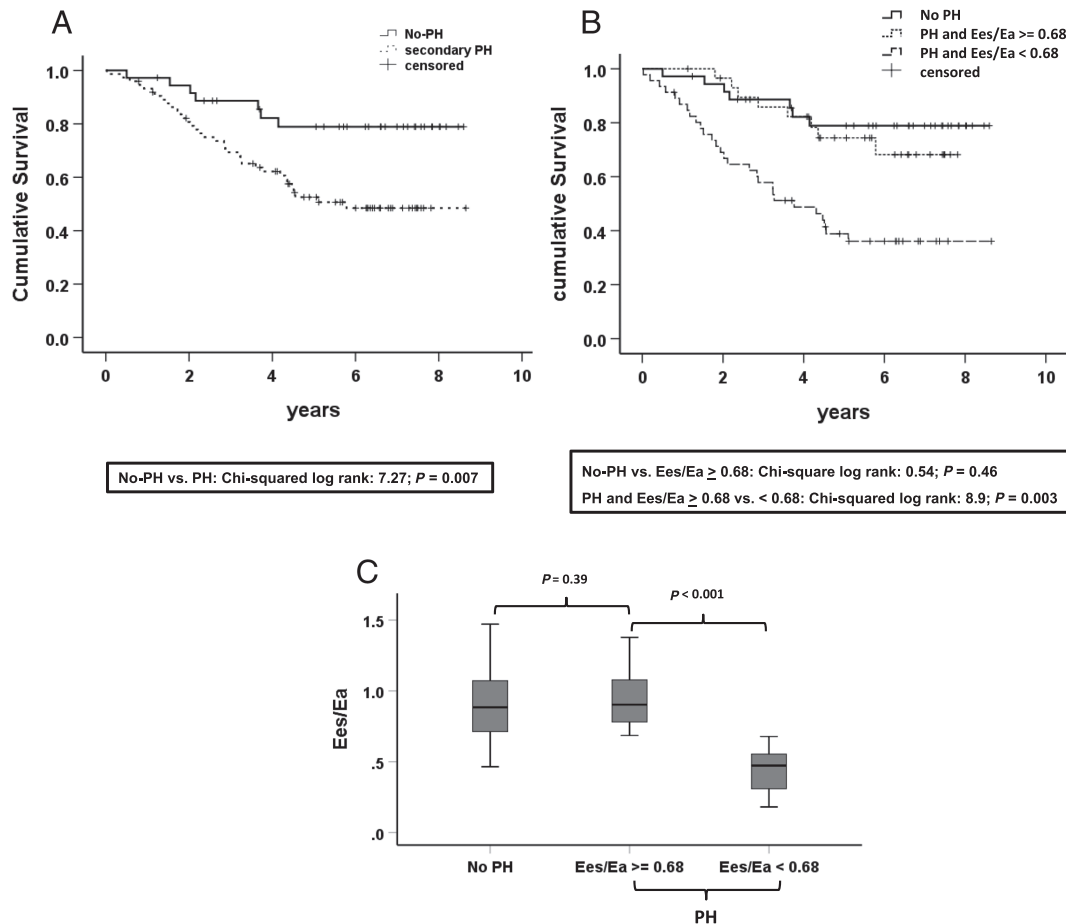 A
No-PH
secondary PH
censored
1.0
0.8
0.6
0.4
0.2
0.0
Cumulative Survival
0 2 4 6 8 10
years
No-PH vs. PH: Chi-squared log rank: 7.27; P = 0.007
B
No PH
PH and Ees/Ea >= 0.68
PH and Ees/Ea < 0.68
censored
1.0
0.8
0.6
0.4
0.2
0.0
cumulative Survival
0 2 4 6 8 10
years
No-PH vs. Ees/Ea ≥ 0.68: Chi-square log rank: 0.54; P = 0.46
PH and Ees/Ea ≥ 0.68 vs. < 0.68: Chi-squared log rank: 8.9; P = 0.003
C
P = 0.39
P < 0.001
1.5
1.0
.5
.0
Ees/Ea
No PH Ees/Ea >= 0.68 Ees/Ea < 0.68
PH